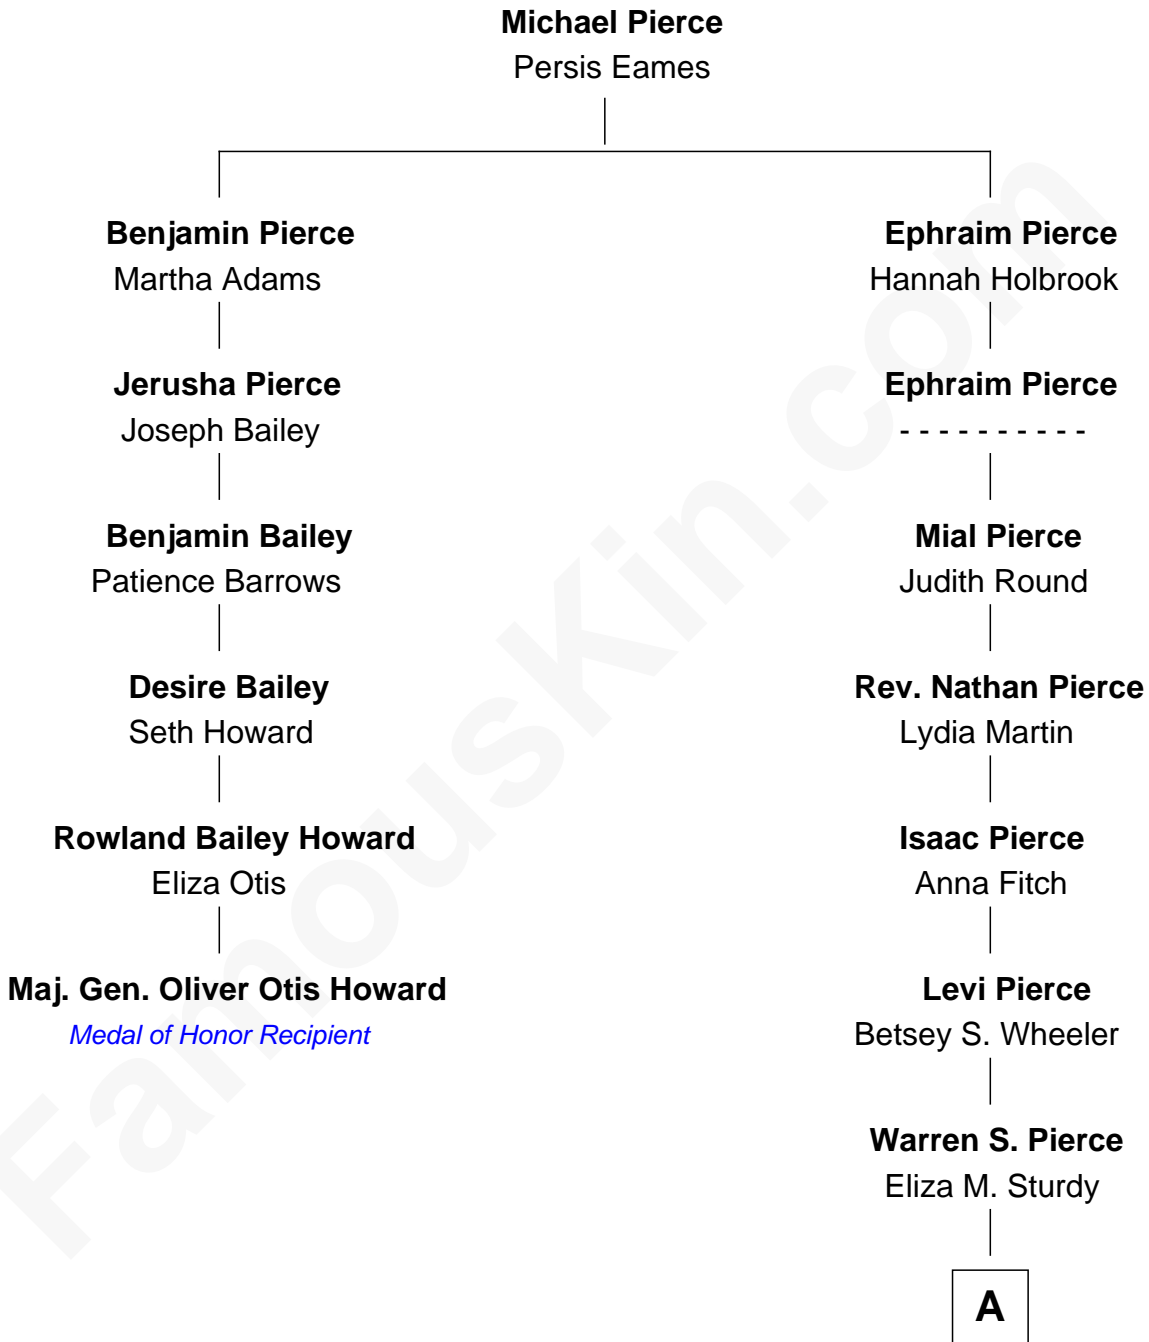 Michael Pierce
Persis Eames
Benjamin Pierce
Martha Adams
Ephraim Pierce
Hannah Holbrook
Jerusha Pierce
Joseph Bailey
Ephraim Pierce
- - - - - - - - - -
Benjamin Bailey
Patience Barrows
Mial Pierce
Judith Round
Desire Bailey
Seth Howard
Rev. Nathan Pierce
Lydia Martin
Rowland Bailey Howard
Eliza Otis
Isaac Pierce
Anna Fitch
Maj. Gen. Oliver Otis Howard
Medal of Honor Recipient
Levi Pierce
Betsey S. Wheeler
Warren S. Pierce
Eliza M. Sturdy
A
FamousKin.com